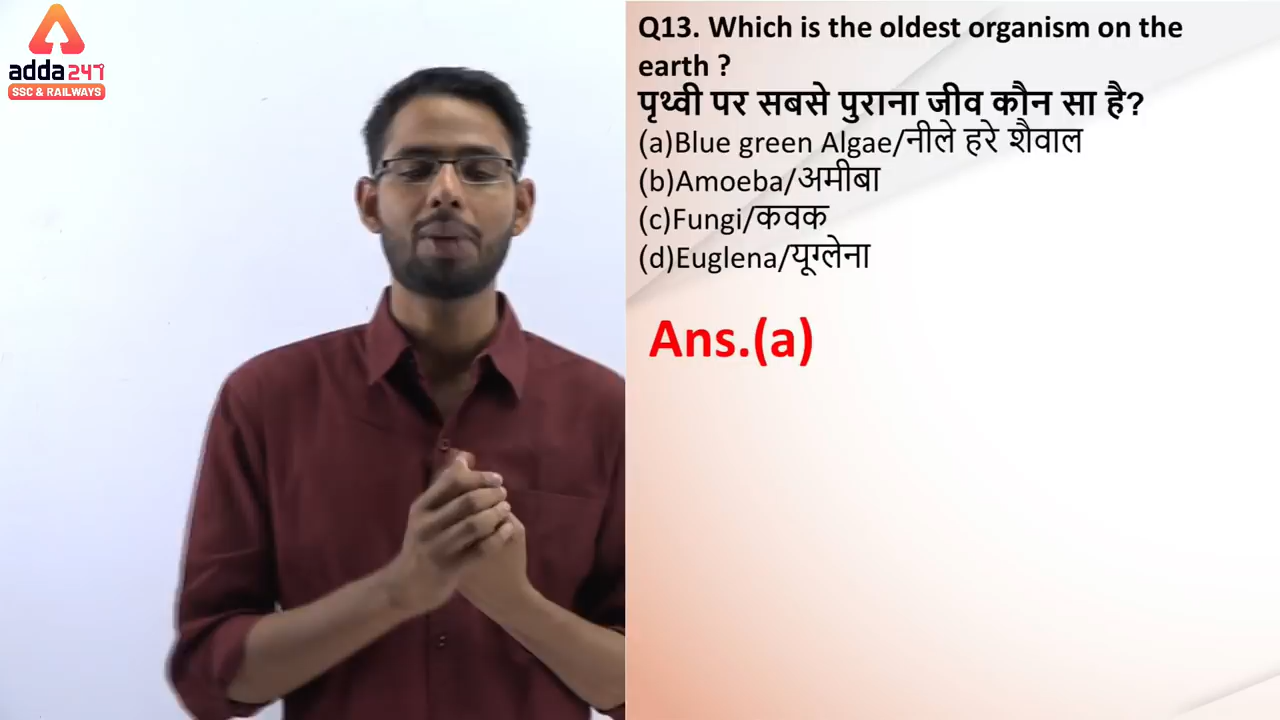 adda247
SSC & RAILWAYS
Q13. Which is the oldest organism on the
earth ?
पृथ्वी पर सबसे पुराना जीव कौन सा है?
(a)Blue green Algae/नीले हरे शैवाल
(b)Amoeba/अमीबा
(c)Fungi/कवक
(d)Euglena/यूग्लेना
Ans.(a)